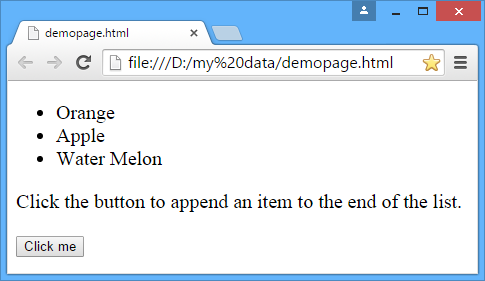 demopage.html
file:///D:/my%20data/demopage.html
Orange
Apple
Water Melon
Click the button to append an item to the end of the list.
Click me